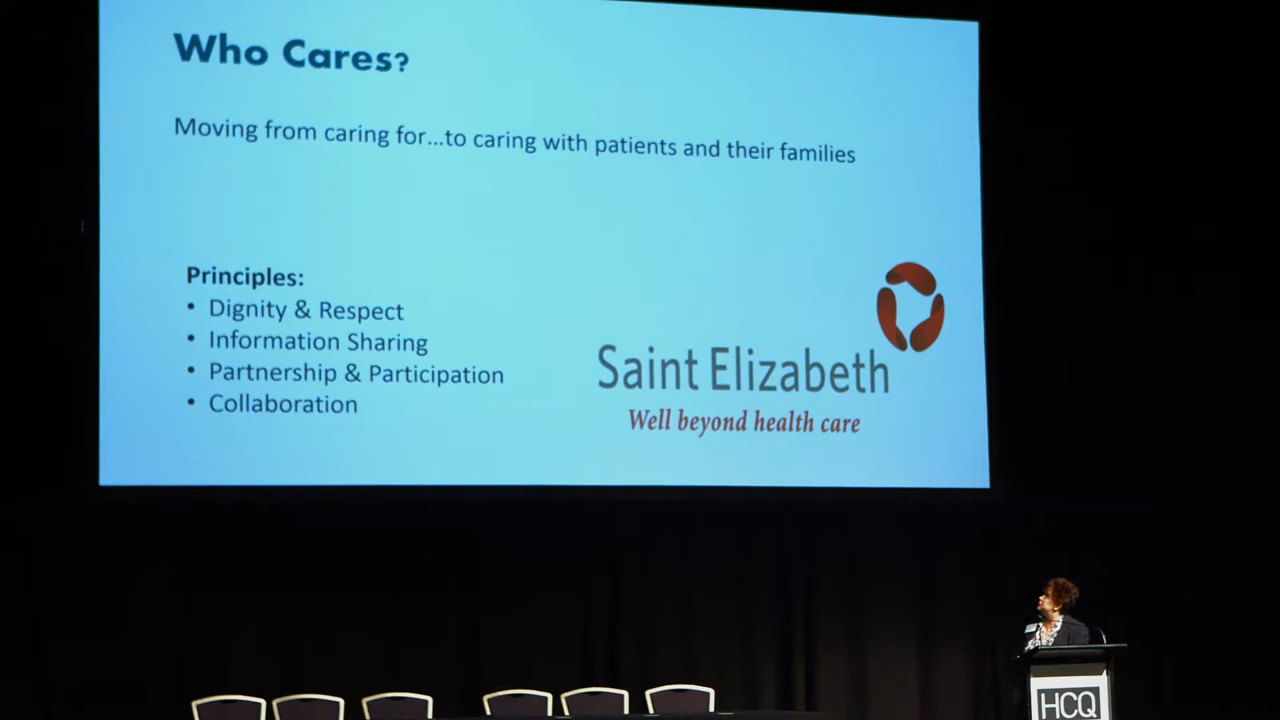 Who Cares?
Moving from caring for...to caring with patients and their families
Principles:
• Dignity & Respect
• Information Sharing
• Partnership & Participation
• Collaboration
Saint Elizabeth
Well beyond health care
HCQ